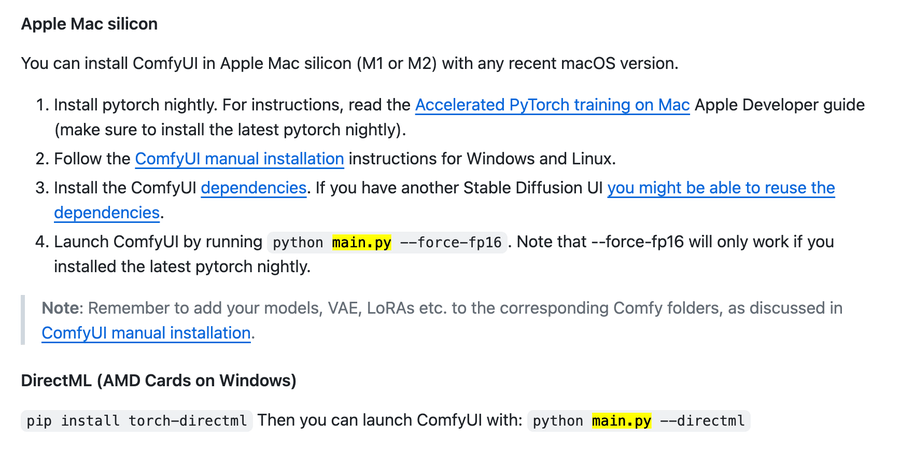 Apple Mac silicon
You can install ComfyUI in Apple Mac silicon (M1 or M2) with any recent macOS version.
1. Install pytorch nightly. For instructions, read the Accelerated PyTorch training on Mac Apple Developer guide
(make sure to install the latest pytorch nightly).
2. Follow the ComfyUI manual installation instructions for Windows and Linux.
3. Install the ComfyUI dependencies. If you have another Stable Diffusion UI you might be able to reuse the
dependencies.
4. Launch ComfyUI by running python main.py --force-fp16 . Note that --force-fp16 will only work if you
installed the latest pytorch nightly.
Note: Remember to add your models, VAE, LoRAs etc. to the corresponding Comfy folders, as discussed in
ComfyUI manual installation.
DirectML (AMD Cards on Windows)
pip install torch-directml Then you can launch ComfyUI with: python main.py --directml